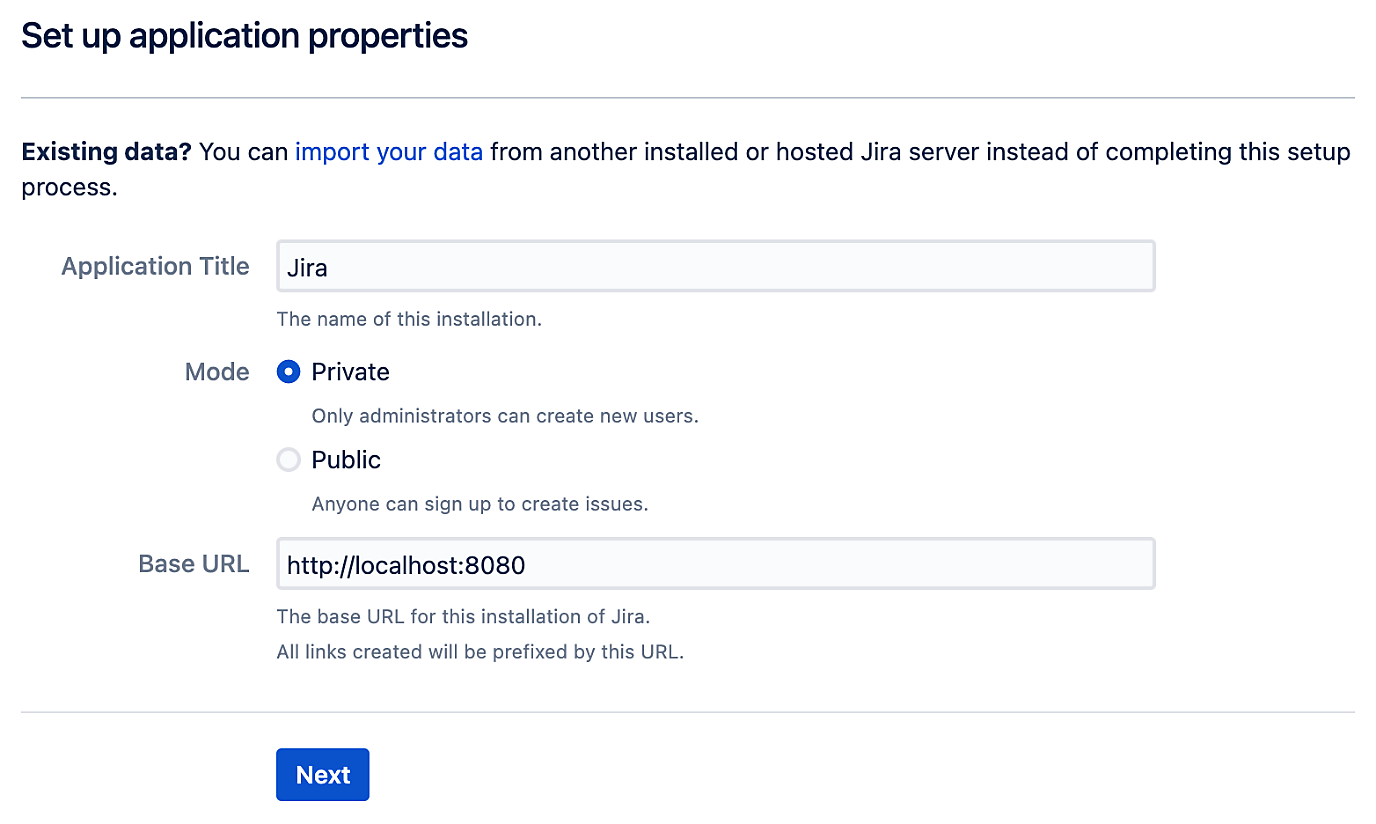 Set up application properties
Existing data? You can import your data from another installed or hosted Jira server instead of completing this setup
process.
Application Title
Jira
The name of this installation.
Mode
Private
Only administrators can create new users.
Public
Anyone can sign up to create issues.
Base URL
http://localhost:8080
The base URL for this installation of Jira.
All links created will be prefixed by this URL.
Next